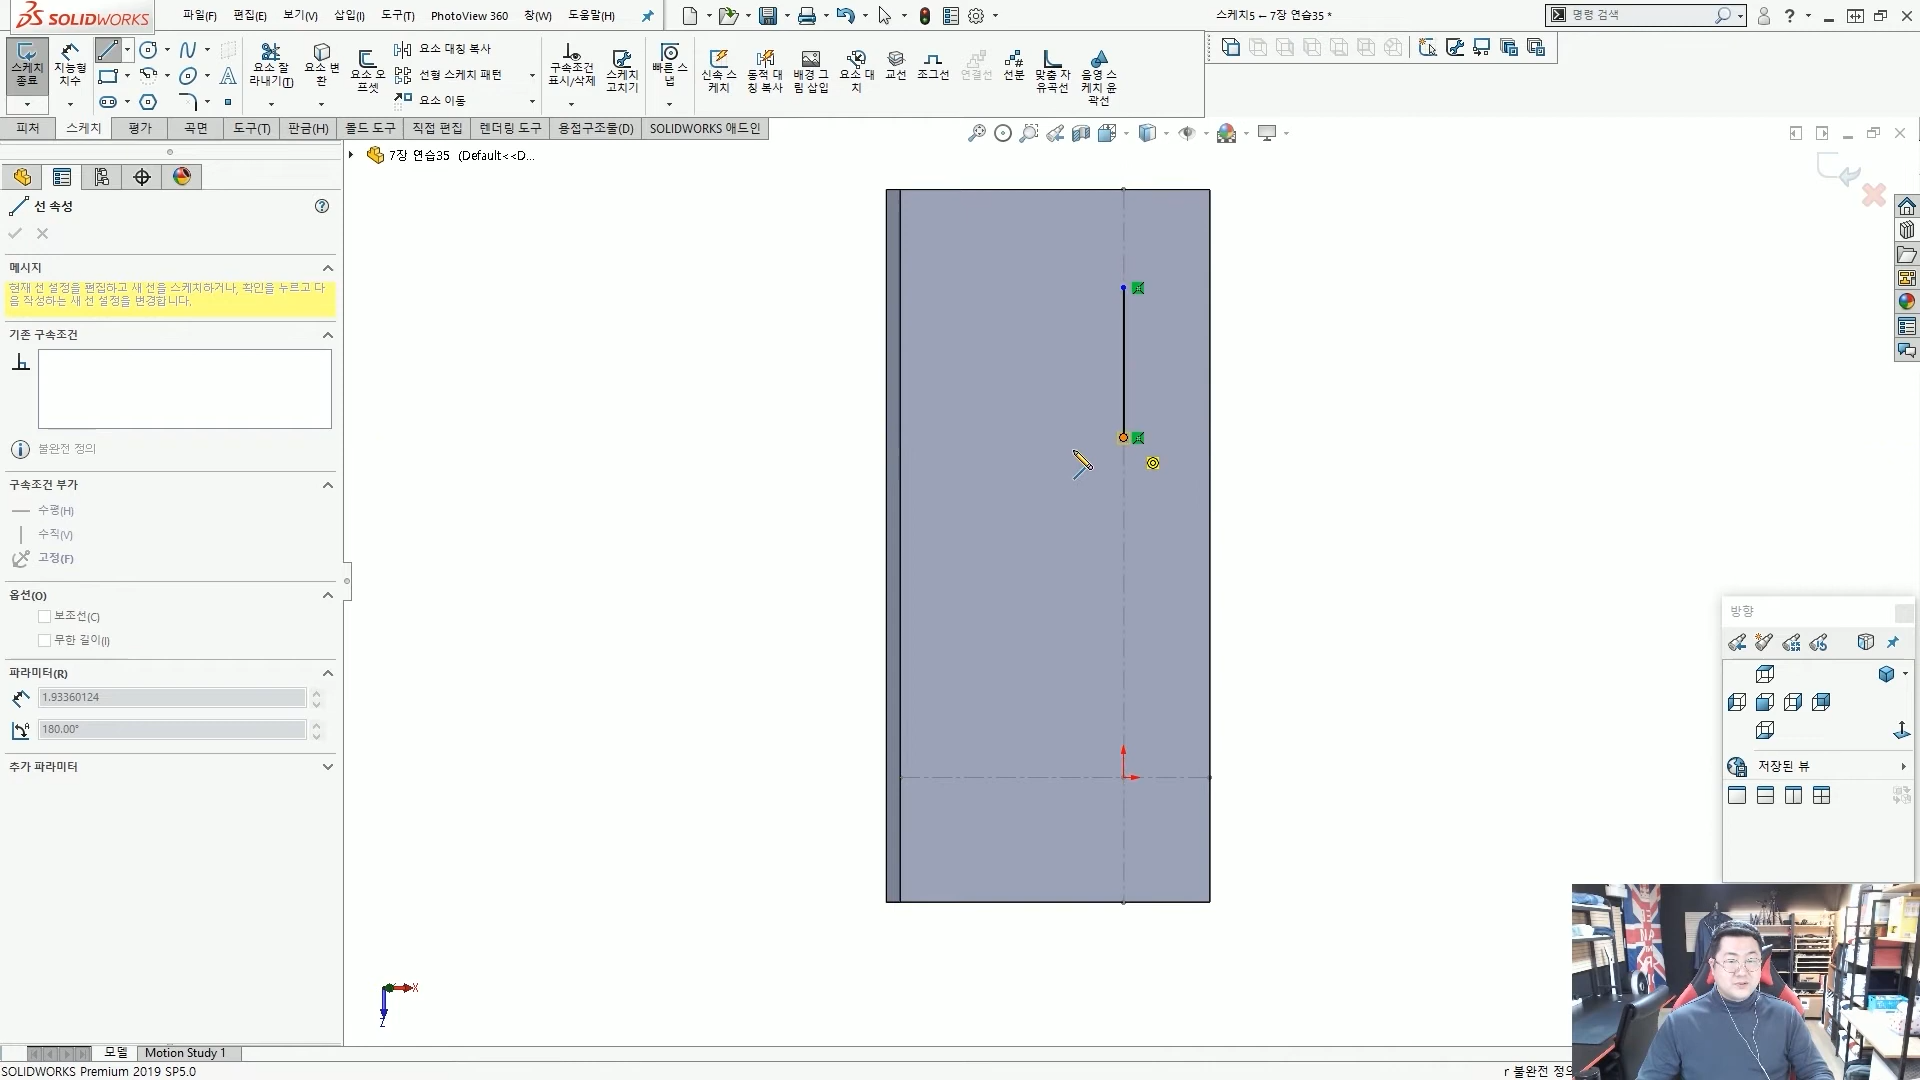 SOLIDWORKS
파일(F)
편집(E)
보기(V)
삽입(I)
도구(T)
PhotoView 360
창(W)
도움말(H)
스케치5 ← 7장 연습35 *
명령 검색
스케치 종료
지능형 치수
요소 잘라내기(T)
요소 변환
요소 오프셋
요소 대칭 복사
선형 스케치 패턴
요소 이동
구속조건 표시/삭제
스케치 고치기
빠른 스냅
신속 스케치
동적 대칭 복사
배경 그림 삽입
요소 대치
교선
조그선
연결선
선분
맞춤 자유곡선
음영 스케치 윤곽선
피처
스케치
평가
곡면
도구(T)
판금(H)
몰드 도구
직접 편집
렌더링 도구
용접구조물(D)
SOLIDWORKS 애드인
7장 연습35 (Default<<D...
선 속성
메시지
현재 선 설정을 편집하고 새 선을 스케치하거나, 확인을 누르고 다
음 작성하는 새 선 설정을 변경합니다.
기존 구속조건
불완전 정의
구속조건 부가
수평(H)
수직(V)
고정(F)
옵션(O)
보조선(C)
무한 길이(I)
파라미터(R)
1.93360124
180.00°
추가 파라미터
방향
저장된 뷰
X
Z
모델
Motion Study 1
SOLIDWORKS Premium 2019 SP5.0
불완전 정의